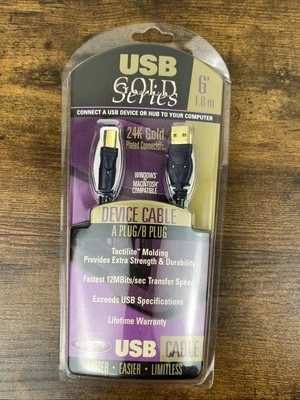 USB
GOLD
Series
6'
1.8 m
CONNECT A USB DEVICE OR HUB TO YOUR COMPUTER
24K Gold
Plated Connectors
WINDOWS
MACINTOSH
COMPATIBLE
DEVICE CABLE
A PLUG/B PLUG
Tactilite Molding
Provides Extra Strength & Durability
Fastest 12MBits/sec Transfer Speed
Exceeds USB Specifications
Lifetime Warranty
USB CABLE
FASTER • EASIER • LIMITLESS